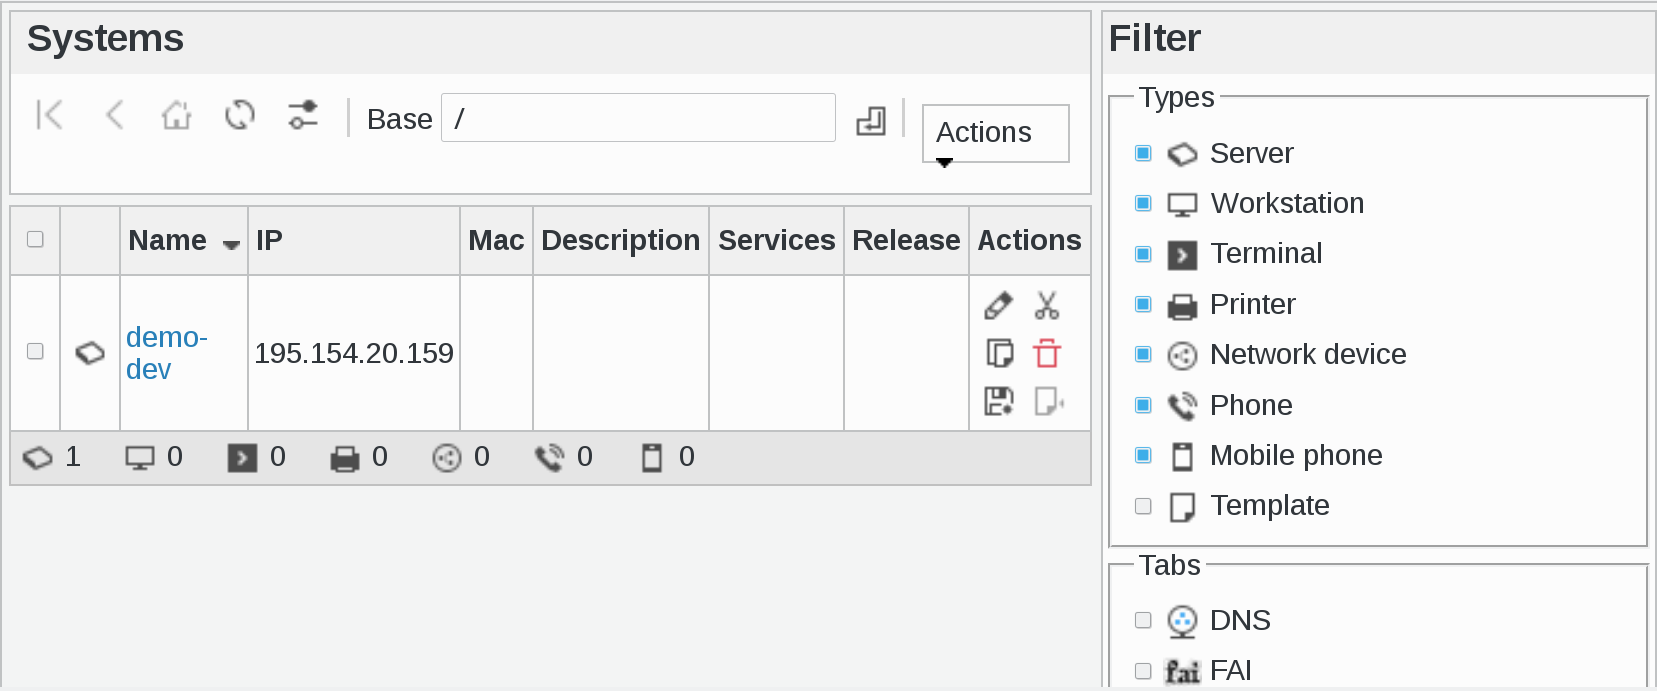 Systems
Base / Actions
Name IP Mac Description Services Release Actions
demo-
dev
195.154.20.159
1 0 0 0 0 0 0
Filter
Types
Server
Workstation
Terminal
Printer
Network device
Phone
Mobile phone
Template
Tabs
DNS
fai FAI